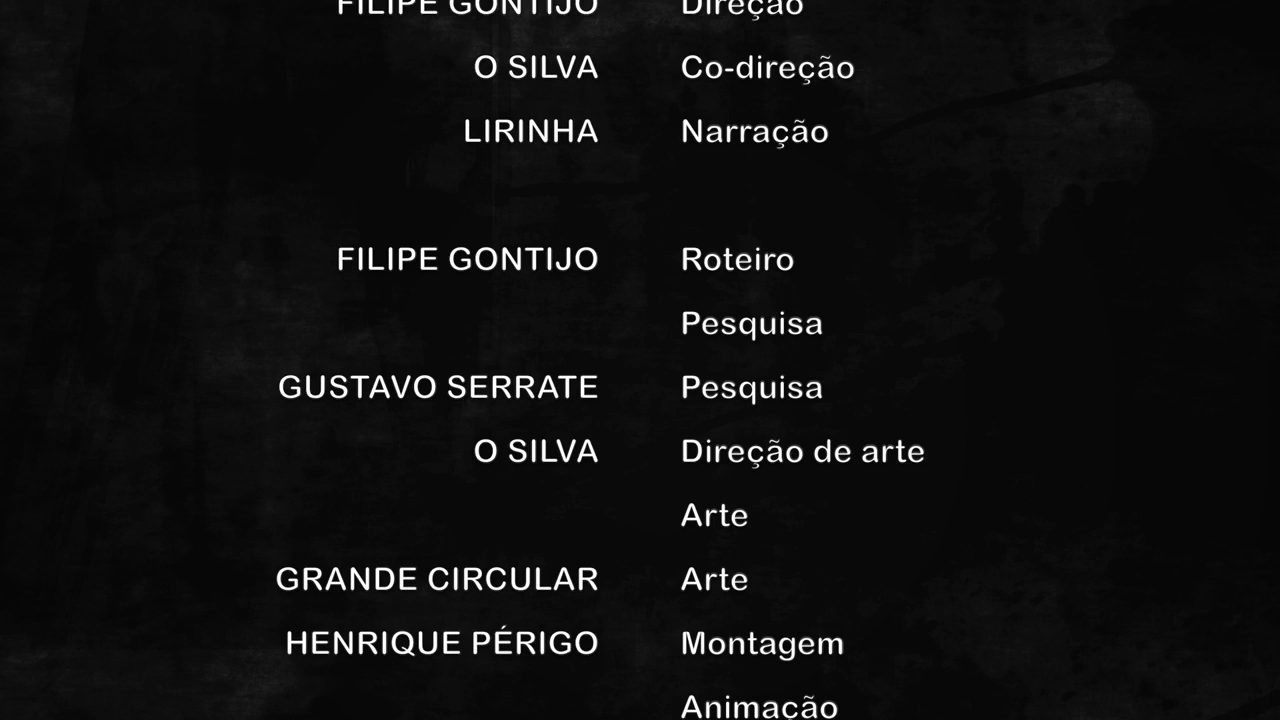 FILIPE GONTIJO Direção
O SILVA Co-direção
LIRINHA Narração
FILIPE GONTIJO Roteiro
Pesquisa
GUSTAVO SERRATE Pesquisa
O SILVA Direção de arte
Arte
GRANDE CIRCULAR Arte
HENRIQUE PÉRIGO Montagem
Animação